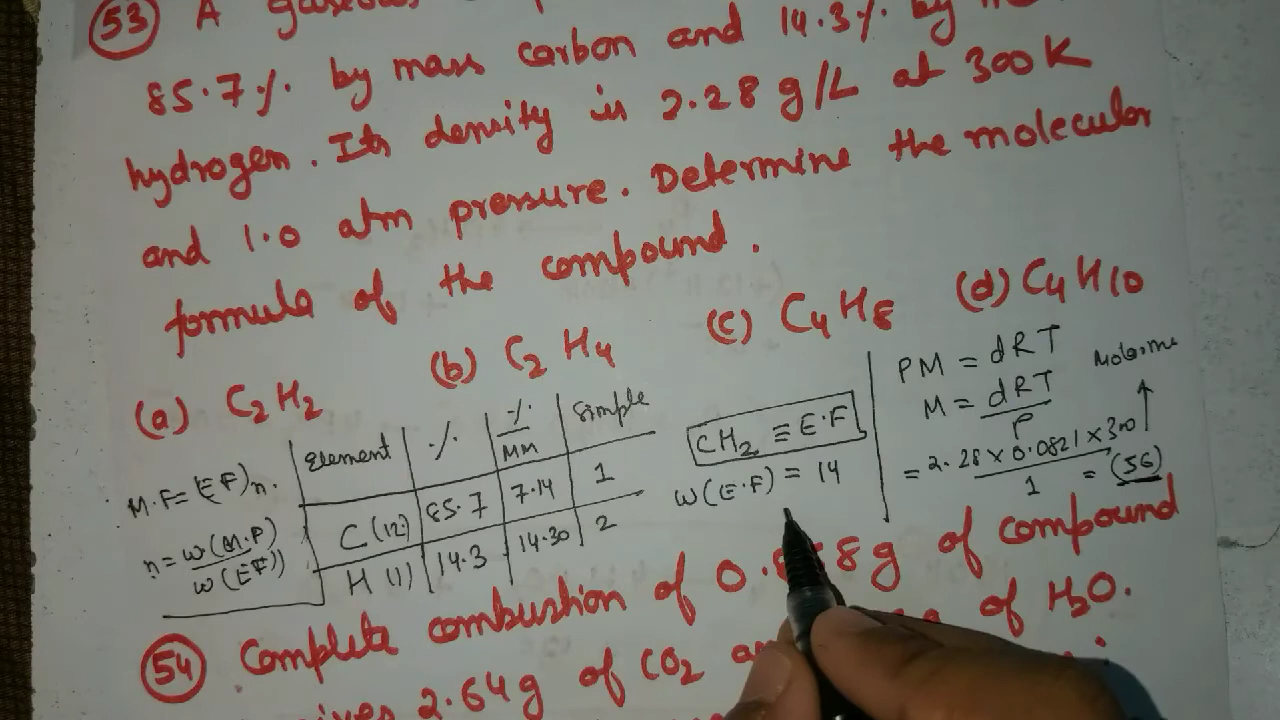 53 A
85.7%. by mass carbon and 14.3%. by
hydrogen. Its density is 2.28 g/L at 300K
and 1.0 atm pressure. Determine the molecular
formula of the compound.
(a) C2H2 (b) C2H4 (c) C4H8 (d) C4H10
M.F=(E F)n.
n=w(M.F)
w(EF)
Element % %/MM Simple
C(12) 85.7 7.14 1
H(1) 14.3 14.30 2
CH2 ≡ E.F
w(E.F) = 14
PM = dRT
M = dRT
P
= 2.28 x 0.0821 x 300
1
= (56)
54 Complete combustion of 0. 8g of compound
2.64g of CO2 of H2O.